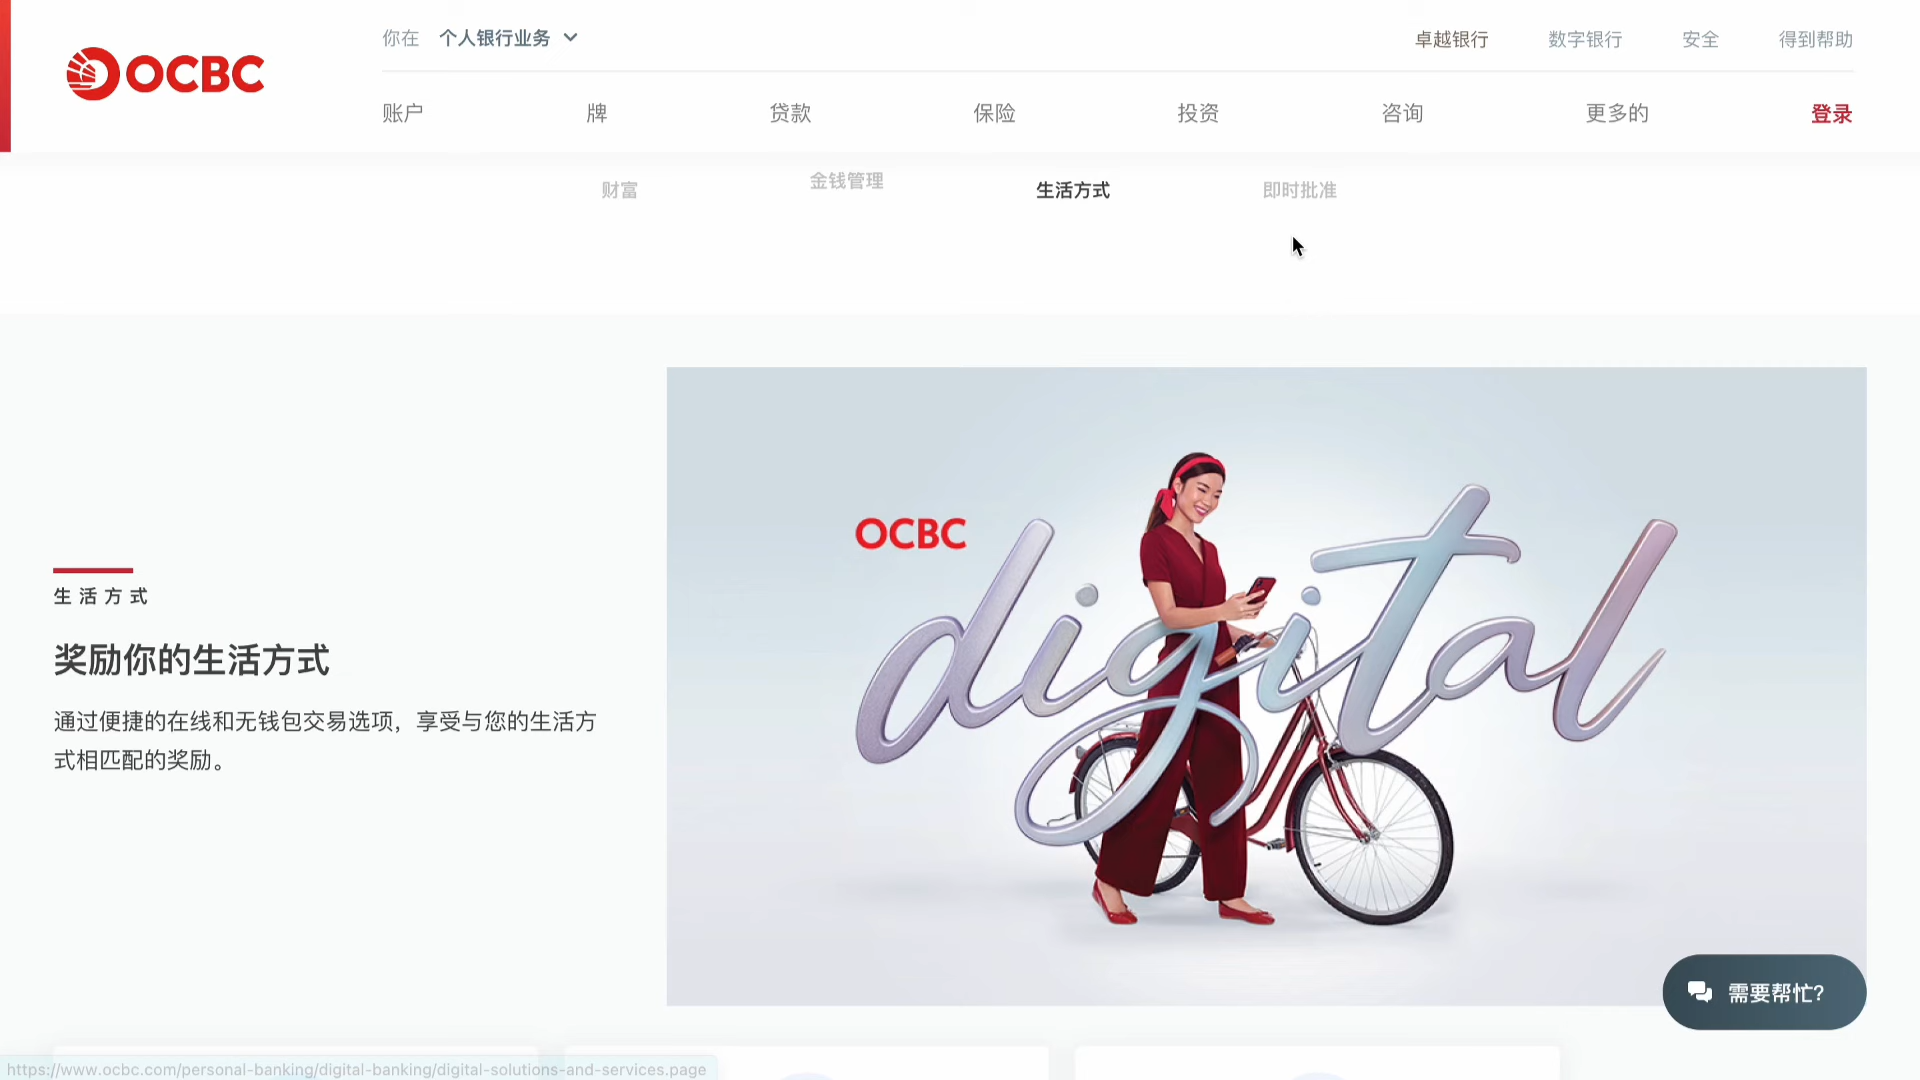 你在 个人银行业务
卓越银行 数字银行 安全 得到帮助
OCBC
账户 牌 贷款 保险 投资 咨询 更多的 登录
财富 金钱管理 生活方式 即时批准
生活方式
奖励你的生活方式
通过便捷的在线和无钱包交易选项，享受与您的生活方
式相匹配的奖励。
OCBC
digital
需要帮忙?
https://www.ocbc.com/personal-banking/digital-banking/digital-solutions-and-services.page